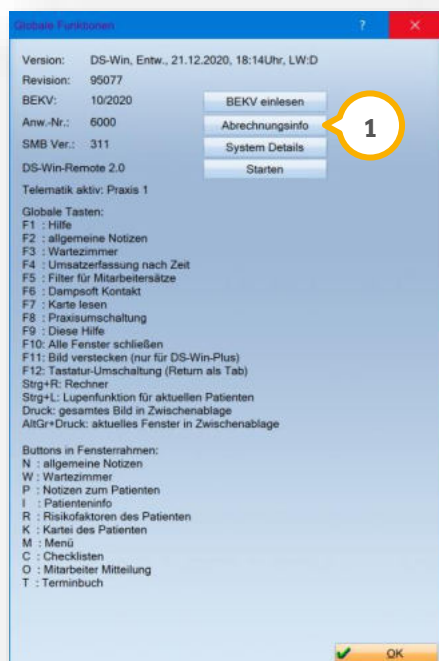 Globale Funktionen ? ×
Version: DS-Win, Entw., 21.12.2020, 18:14Uhr, LW:D
Revision: 95077
BEKV: 10/2020 BEKV einlesen
Anw.-Nr.: 6000 Abrechnungsinfo 1
SMB Ver.: 311 System Details
DS-Win-Remote 2.0 Starten
Telematik aktiv: Praxis 1
Globale Tasten:
F1 : Hilfe
F2 : allgemeine Notizen
F3 : Wartezimmer
F4 : Umsatzerfassung nach Zeit
F5 : Filter für Mitarbeitersätze
F6 : Dampsoft Kontakt
F7 : Karte lesen
F8 : Praxisumschaltung
F9 : Diese Hilfe
F10: Alle Fenster schließen
F11: Bild verstecken (nur für DS-Win-Plus)
F12: Tastatur-Umschaltung (Return als Tab)
Strg+R: Rechner
Strg+L: Lupenfunktion für aktuellen Patienten
Druck: gesamtes Bild in Zwischenablage
AltGr+Druck: aktuelles Fenster in Zwischenablage
Buttons in Fensterrahmen:
N : allgemeine Notizen
W : Wartezimmer
P : Notizen zum Patienten
I : Patienteninfo
R : Risikofaktoren des Patienten
K : Kartei des Patienten
M : Menü
C : Checklisten
O : Mitarbeiter Mitteilung
T : Terminbuch
OK